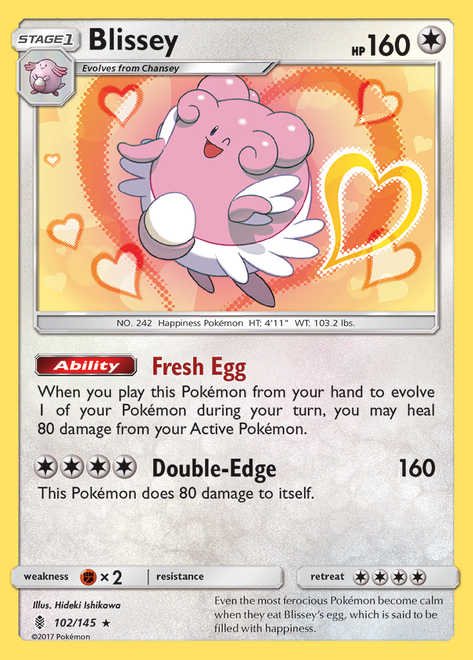 STAGE1
Blissey
HP160
Evolves from Chansey
NO. 242 Happiness Pokémon HT: 4'11" WT: 103.2 lbs.
Ability Fresh Egg
When you play this Pokémon from your hand to evolve
1 of your Pokémon during your turn, you may heal
80 damage from your Active Pokémon.
Double-Edge 160
This Pokémon does 80 damage to itself.
weakness ×2 resistance retreat
Illus. Hideki Ishikawa
102/145 ★
©2017 Pokémon
Even the most ferocious Pokémon become calm
when they eat Blissey's egg, which is said to be
filled with happiness.